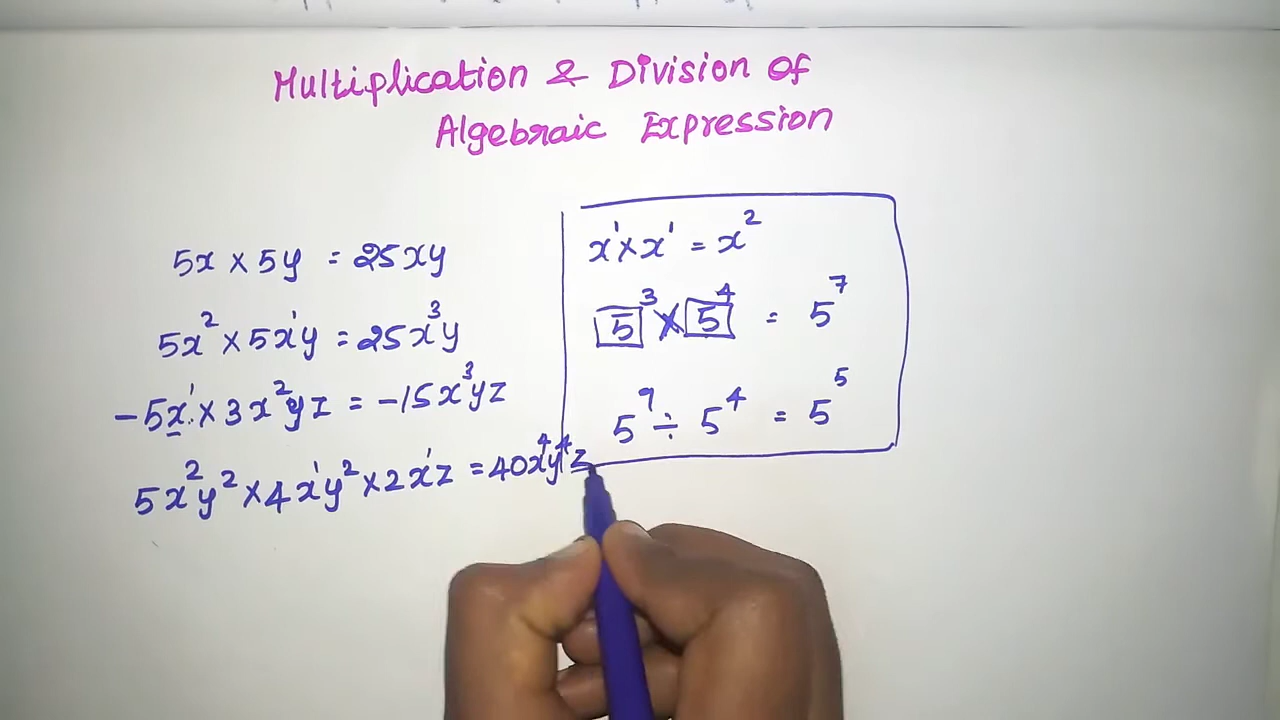 Multiplication & Division of
Algebraic Expression
5x × 5y = 25xy
5x² × 5x¹y = 25x³y
-5x¹ × 3x²yz = -15x³yz
5x²y² × 4x¹y² × 2x¹z = 40x⁴y⁴z
x¹ × x¹ = x²
5³ × 5⁴ = 5⁷
5⁹ ÷ 5⁴ = 5⁵